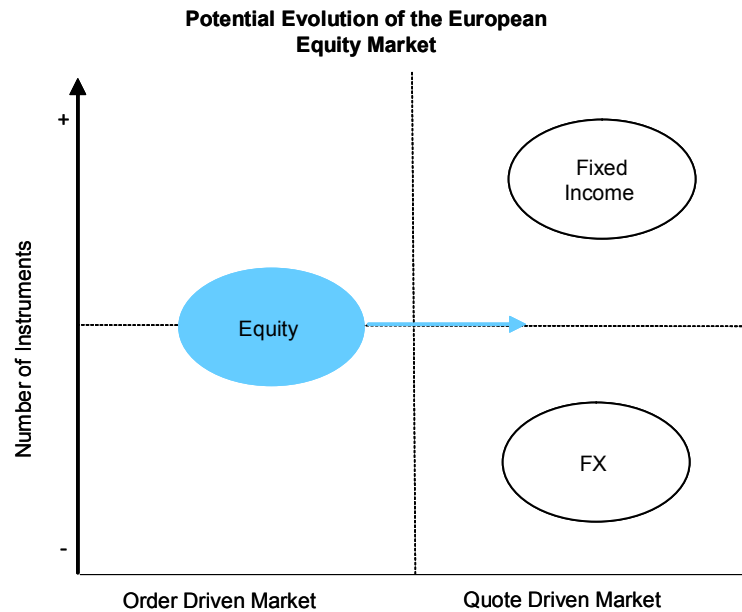 Potential Evolution of the European
Equity Market
+
Fixed
Income
Number of Instruments
Equity
FX
-
Order Driven Market
Quote Driven Market